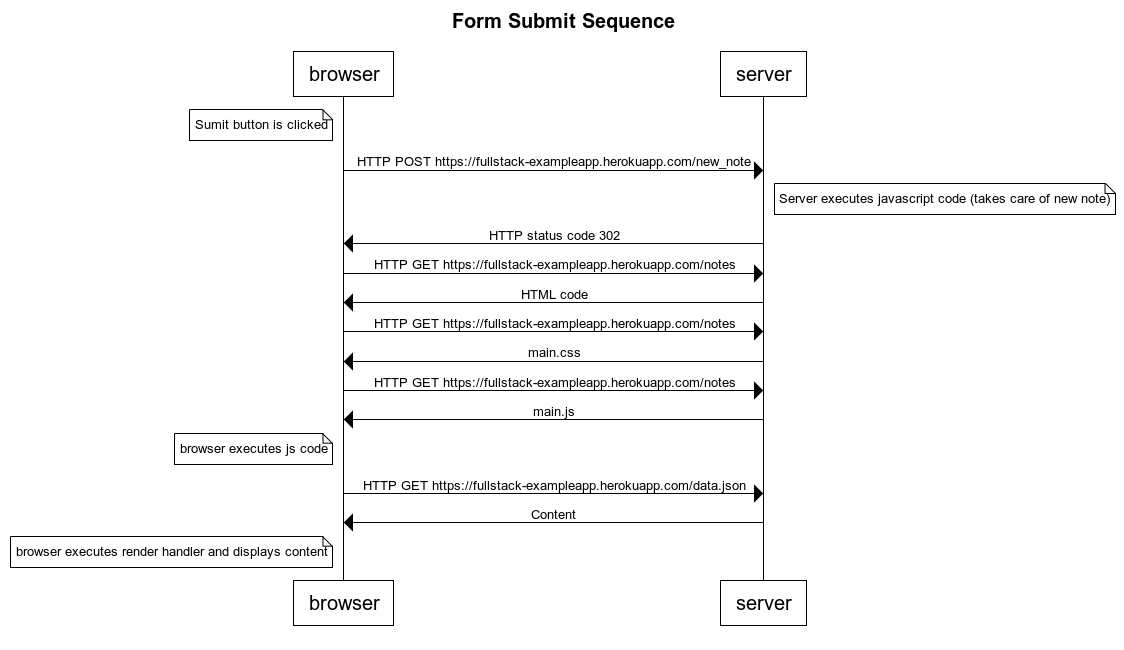 Form Submit Sequence
browser
server
Sumit button is clicked
HTTP POST https://fullstack-exampleapp.herokuapp.com/new_note
Server executes javascript code (takes care of new note)
HTTP status code 302
HTTP GET https://fullstack-exampleapp.herokuapp.com/notes
HTML code
HTTP GET https://fullstack-exampleapp.herokuapp.com/notes
main.css
HTTP GET https://fullstack-exampleapp.herokuapp.com/notes
main.js
browser executes js code
HTTP GET https://fullstack-exampleapp.herokuapp.com/data.json
Content
browser executes render handler and displays content
browser
server